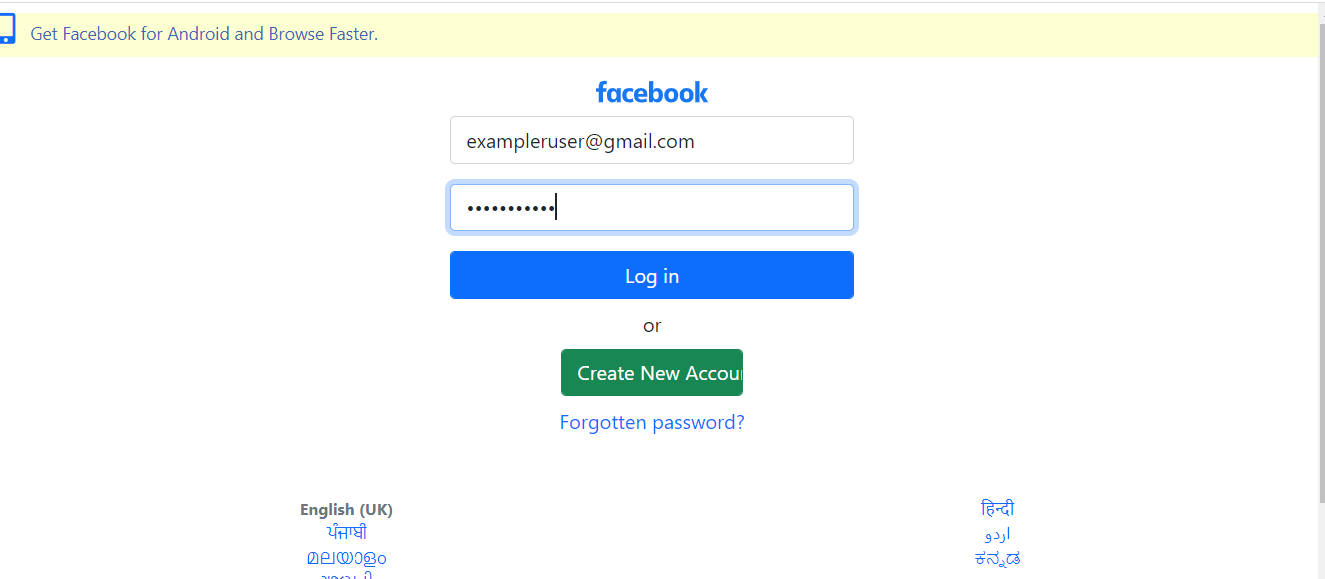 Get Facebook for Android and Browse Faster.
facebook
exampleruser@gmail.com
•••••••••••
Log in
or
Create New Accou
Forgotten password?
English (UK)
हिन्दी
ਪੰਜਾਬੀ
اردو
മലയാളം
ಕನ್ನಡ